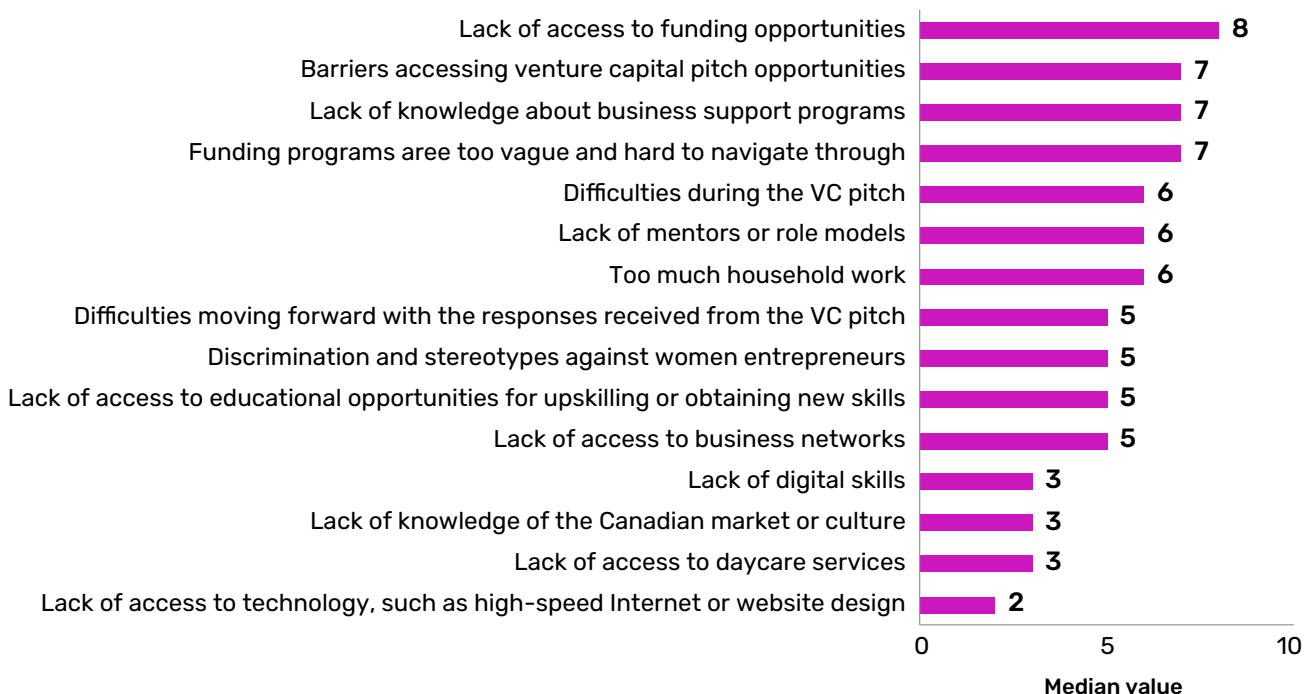 Lack of access to funding opportunities 8
Barriers accessing venture capital pitch opportunities 7
Lack of knowledge about business support programs 7
Funding programs aree too vague and hard to navigate through 7
Difficulties during the VC pitch 6
Lack of mentors or role models 6
Too much household work 6
Difficulties moving forward with the responses received from the VC pitch 5
Discrimination and stereotypes against women entrepreneurs 5
Lack of access to educational opportunities for upskilling or obtaining new skills 5
Lack of access to business networks 5
Lack of digital skills 3
Lack of knowledge of the Canadian market or culture 3
Lack of access to daycare services 3
Lack of access to technology, such as high-speed Internet or website design 2
0 5 10
Median value